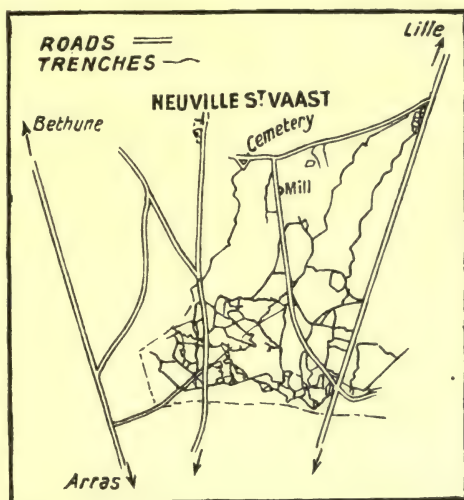 ROADS
TRENCHES
Lille
NEUVILLE ST VAAST
Bethune
Cemetery
Mill
Arras